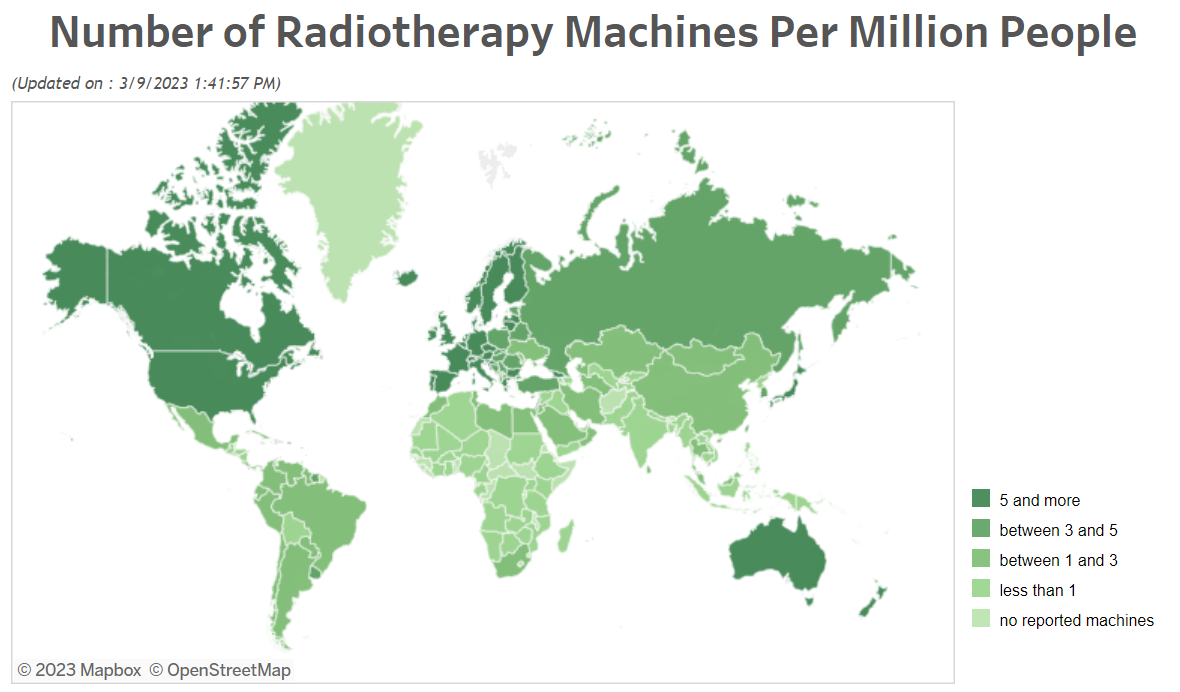 Number of Radiotherapy Machines Per Million People
(Updated on : 3/9/2023 1:41:57 PM)
5 and more
between 3 and 5
between 1 and 3
less than 1
no reported machines
© 2023 Mapbox © OpenStreetMap